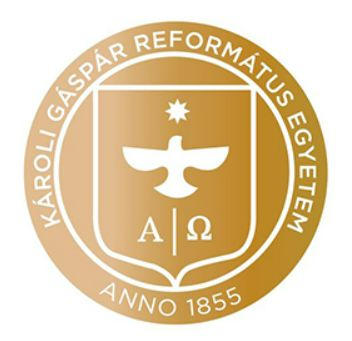 KÁROLI GÁSPÁR REFORMÁTUS EGYETEM
Α Ω
ANNO 1855